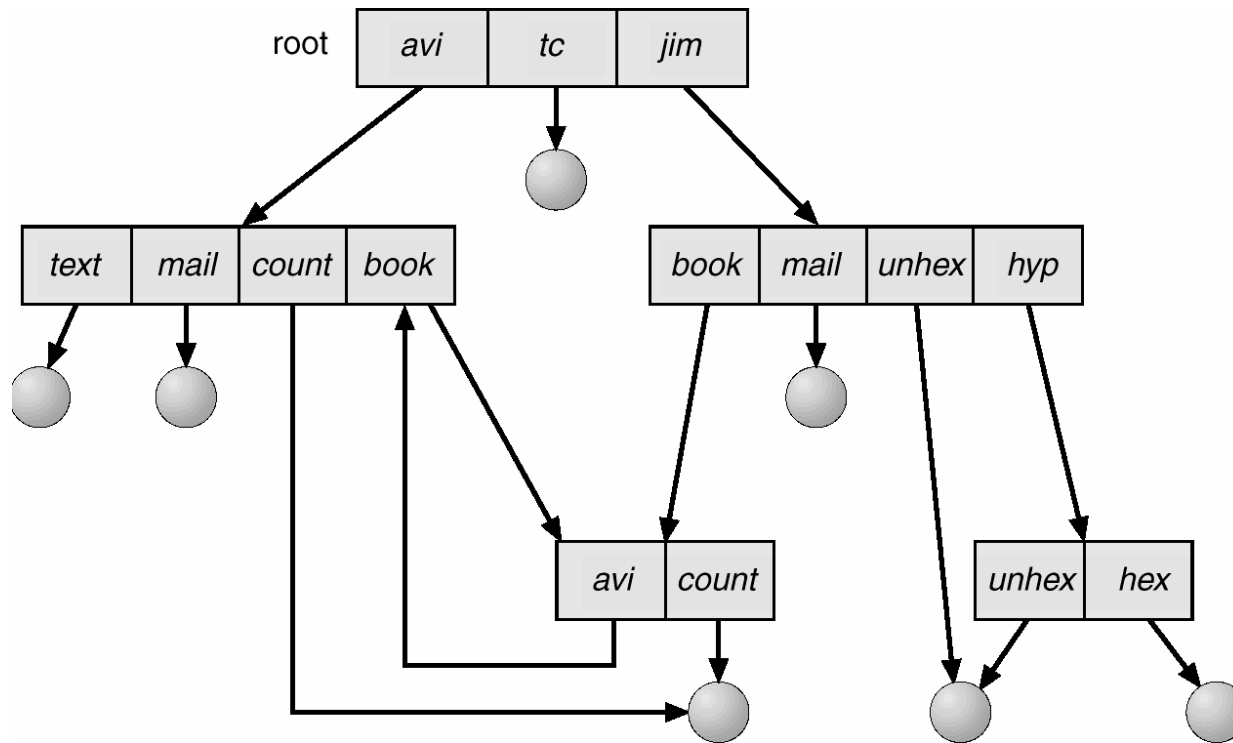 root avi tc jim
text mail count book
book mail unhex hyp
avi count
unhex hex